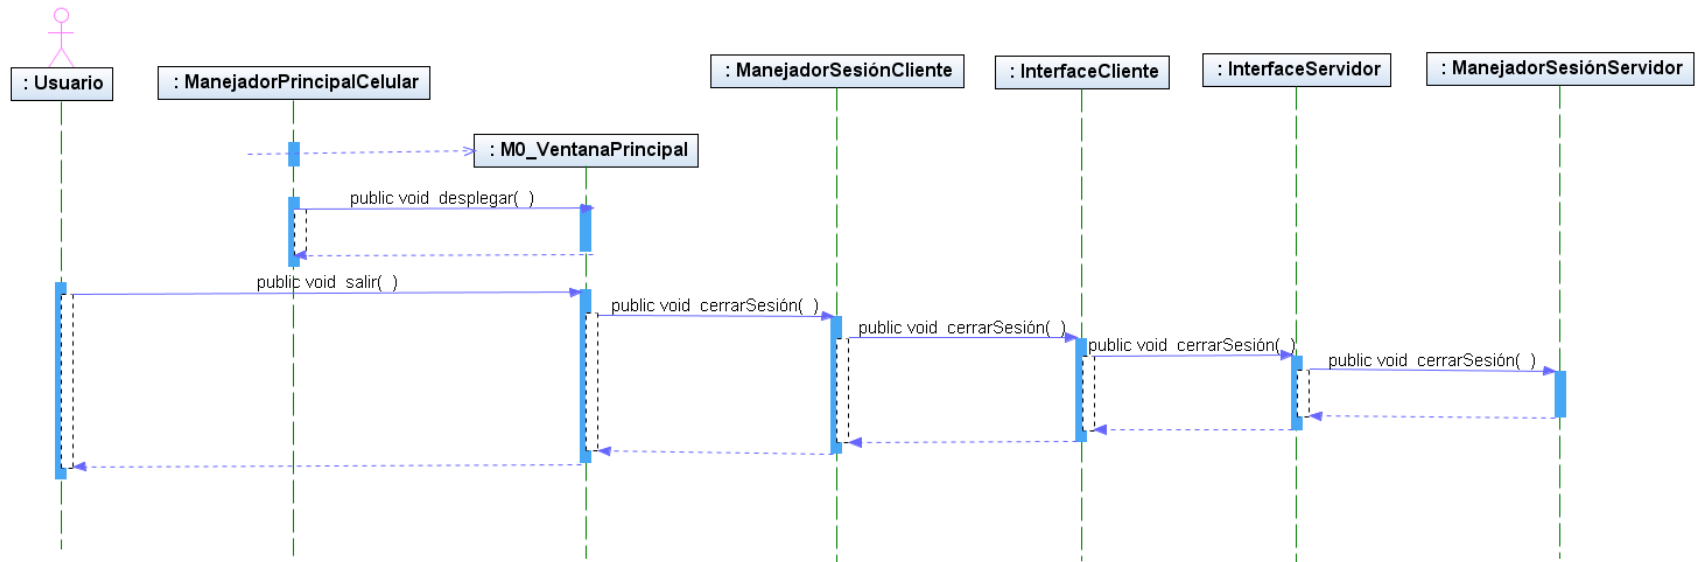 : Usuario
: ManejadorPrincipalCelular
: ManejadorSesiónCliente
: InterfaceCliente
: InterfaceServidor
: ManejadorSesiónServidor
: M0_VentanaPrincipal
public void desplegar( )
public void salir( )
public void cerrarSesión( )
public void cerrarSesión( )
public void cerrarSesión( )
public void cerrarSesión( )